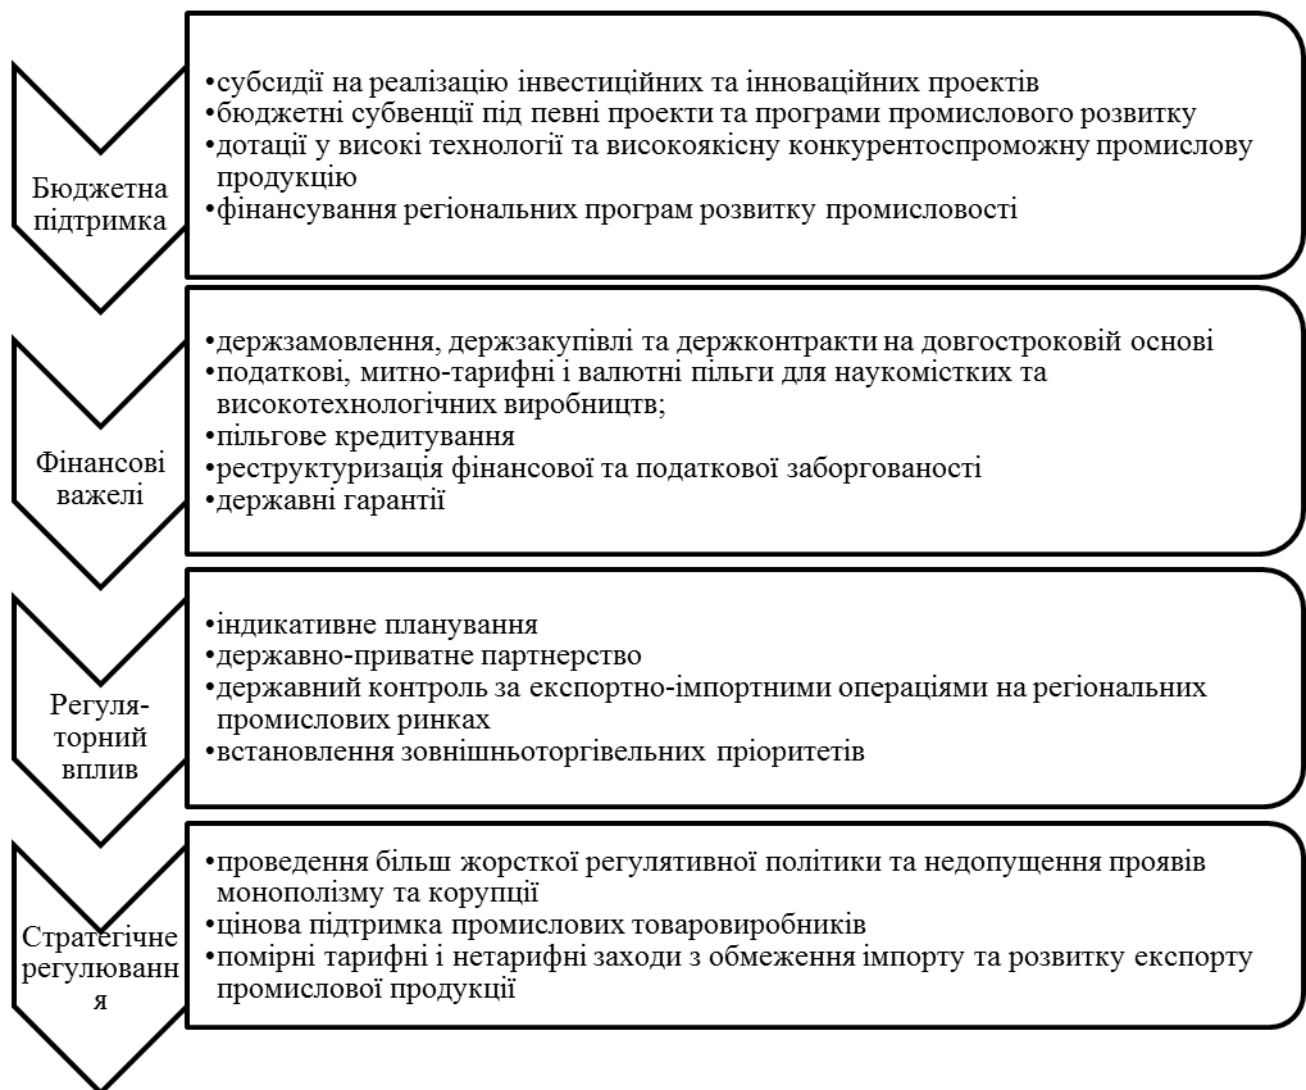 Бюджетна
підтримка
•субсидії на реалізацію інвестиційних та інноваційних проектів
•бюджетні субвенції під певні проекти та програми промислового розвитку
•дотації у високі технології та високоякісну конкурентоспроможну промислову
продукцію
•фінансування регіональних програм розвитку промисловості
Фінансові
важелі
•держзамовлення, держзакупівлі та держконтракти на довгостроковій основі
•податкові, митно-тарифні і валютні пільги для наукомістких та
високотехнологічних виробництв;
•пільгове кредитування
•реструктуризація фінансової та податкової заборгованості
•державні гарантії
Регуля-
торний
вплив
•індикативне планування
•державно-приватне партнерство
•державний контроль за експортно-імпортними операціями на регіональних
промислових ринках
•встановлення зовнішньоторгівельних пріоритетів
Стратегічне
регулюванн
я
•проведення більш жорсткої регулятивної політики та недопущення проявів
монополізму та корупції
•цінова підтримка промислових товаровиробників
•помірні тарифні і нетарифні заходи з обмеження імпорту та розвитку експорту
промислової продукції